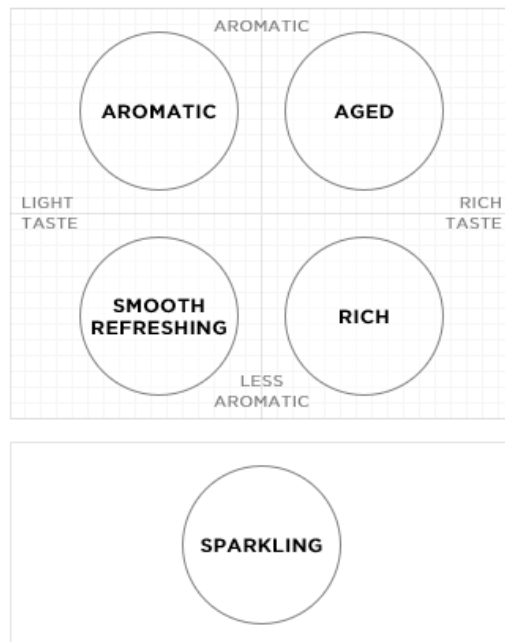 AROMATIC
AROMATIC
AGED
LIGHT
TASTE
RICH
TASTE
SMOOTH
REFRESHING
RICH
LESS
AROMATIC
SPARKLING